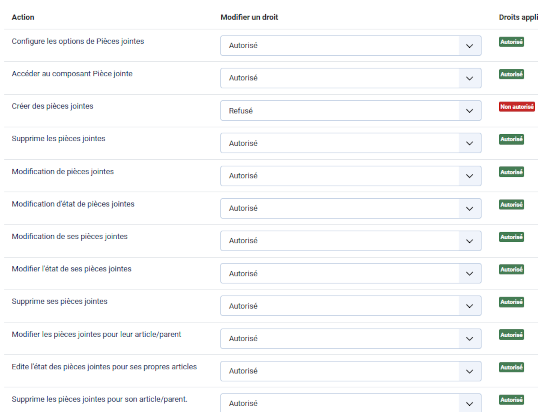 Action Modifier un droit Droits appli
Configure les options de Pièces jointes Autorisé Autorisé
Accéder au composant Pièce jointe Autorisé Autorisé
Créer des pièces jointes Refusé Non autorisé
Supprime les pièces jointes Autorisé Autorisé
Modification de pièces jointes Autorisé Autorisé
Modification d'état de pièces jointes Autorisé Autorisé
Modification de ses pièces jointes Autorisé Autorisé
Modifier l'état de ses pièces jointes Autorisé Autorisé
Supprime ses pièces jointes Autorisé Autorisé
Modifier les pièces jointes pour leur article/parent Autorisé Autorisé
Edite l'état des pièces jointes pour ses propres articles Autorisé Autorisé
Supprime les pièces jointes pour son article/parent. Autorisé Autorisé